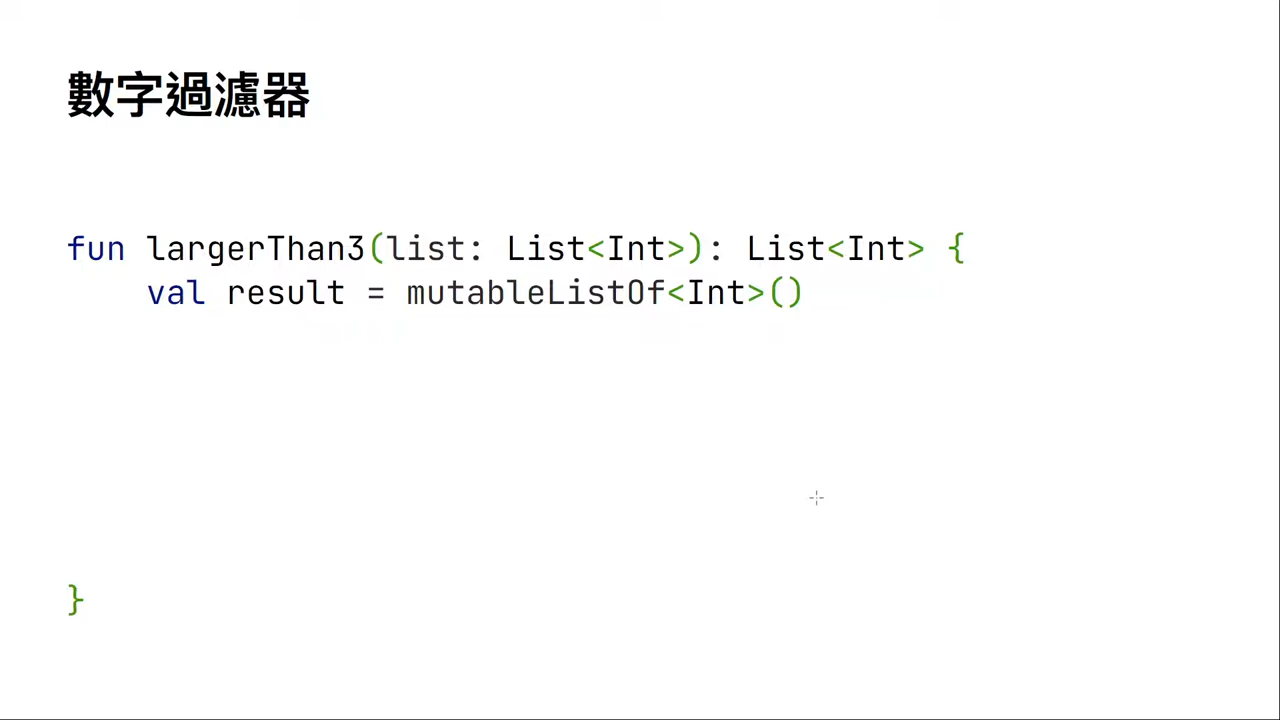 數字過濾器
fun largerThan3(list: List<Int>): List<Int> {
    val result = mutableListOf<Int>()
}